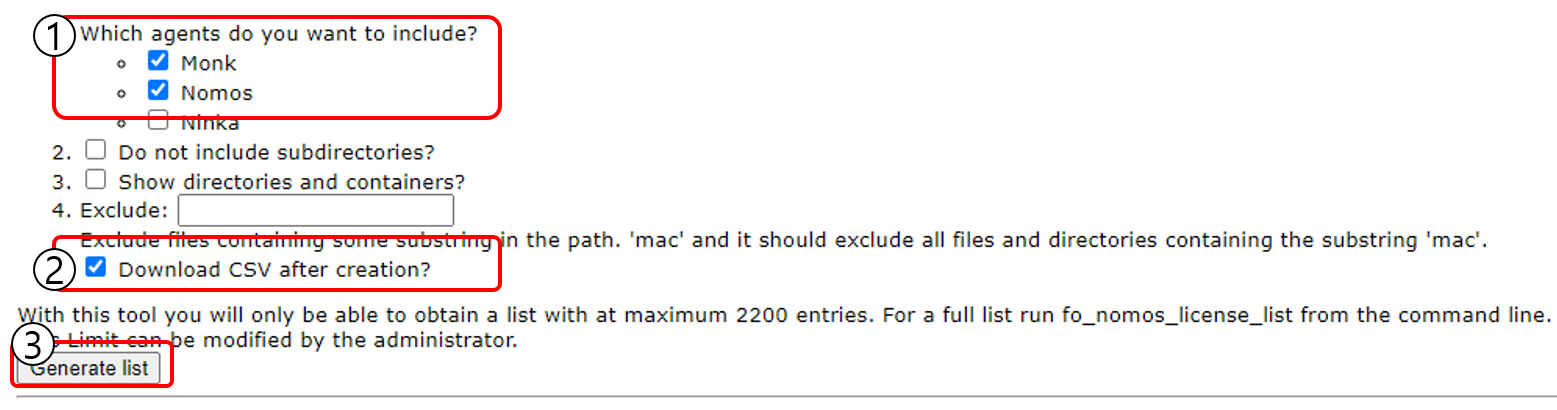 ① Which agents do you want to include?
Monk
Nomos
Ninka
2. Do not include subdirectories?
3. Show directories and containers?
4. Exclude:
Exclude files containing some substring in the path. 'mac' and it should exclude all files and directories containing the substring 'mac'.
② Download CSV after creation?
With this tool you will only be able to obtain a list with at maximum 2200 entries. For a full list run fo_nomos_license_list from the command line.
③ Limit can be modified by the administrator.
Generate list